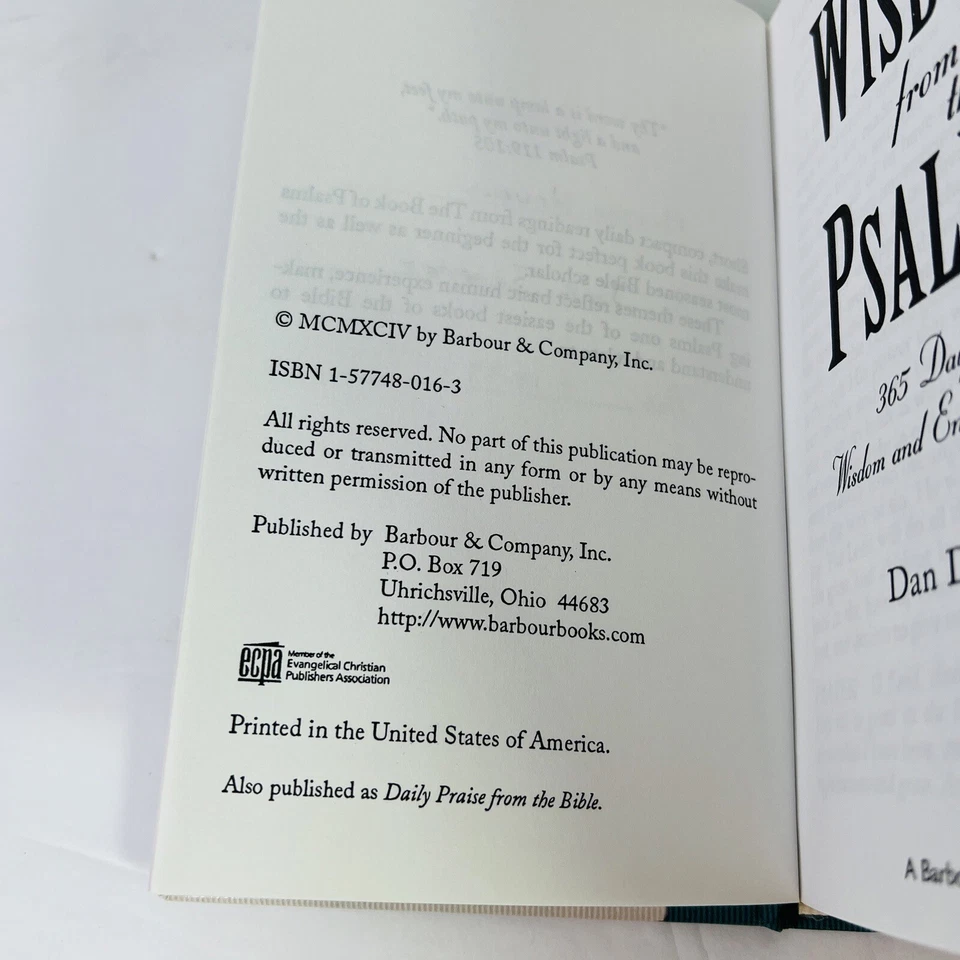 © MCMXCIV by Barbour & Company, Inc.
ISBN 1-57748-016-3
All rights reserved. No part of this publication may be repro-
duced or transmitted in any form or by any means without
written permission of the publisher.
Published by Barbour & Company, Inc.
P.O. Box 719
Uhrichsville, Ohio 44683
http://www.barbourbooks.com
ecpa
Member of the
Evangelical Christian
Publishers Association
Printed in the United States of America.
Also published as Daily Praise from the Bible.
from
365
Wisdom and
Dan
A